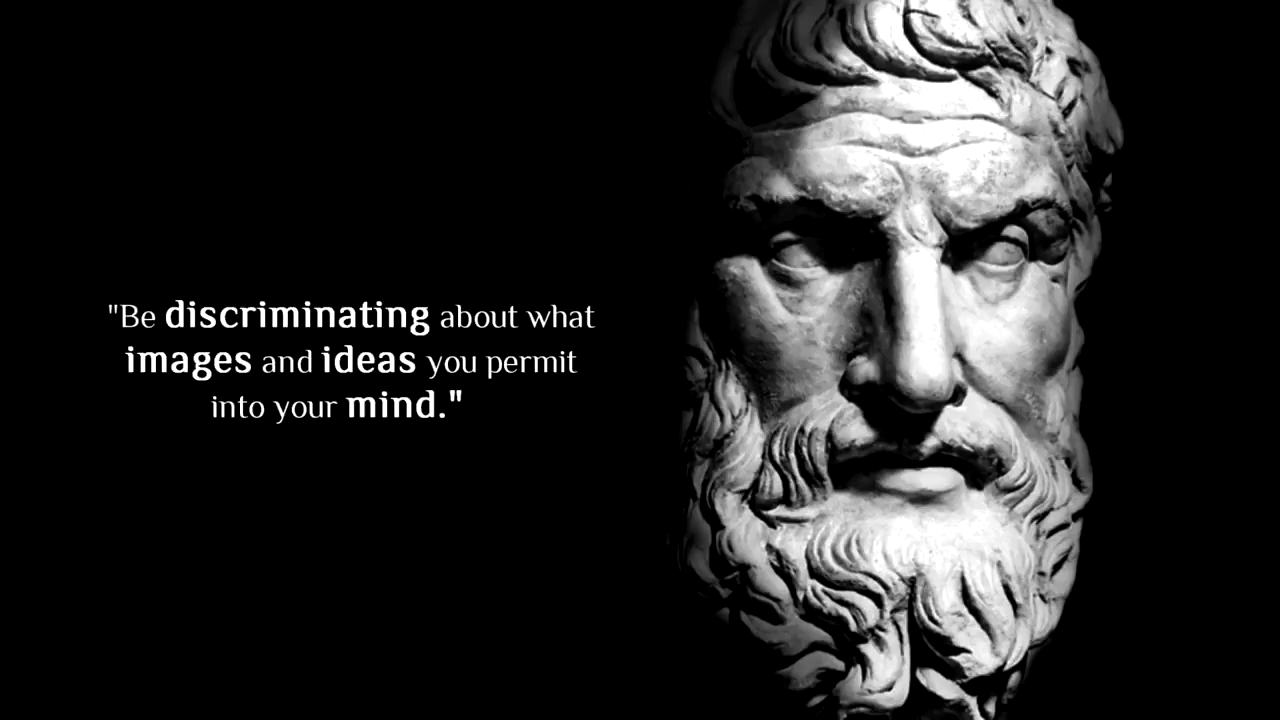 "Be discriminating about what
images and ideas you permit
into your mind."